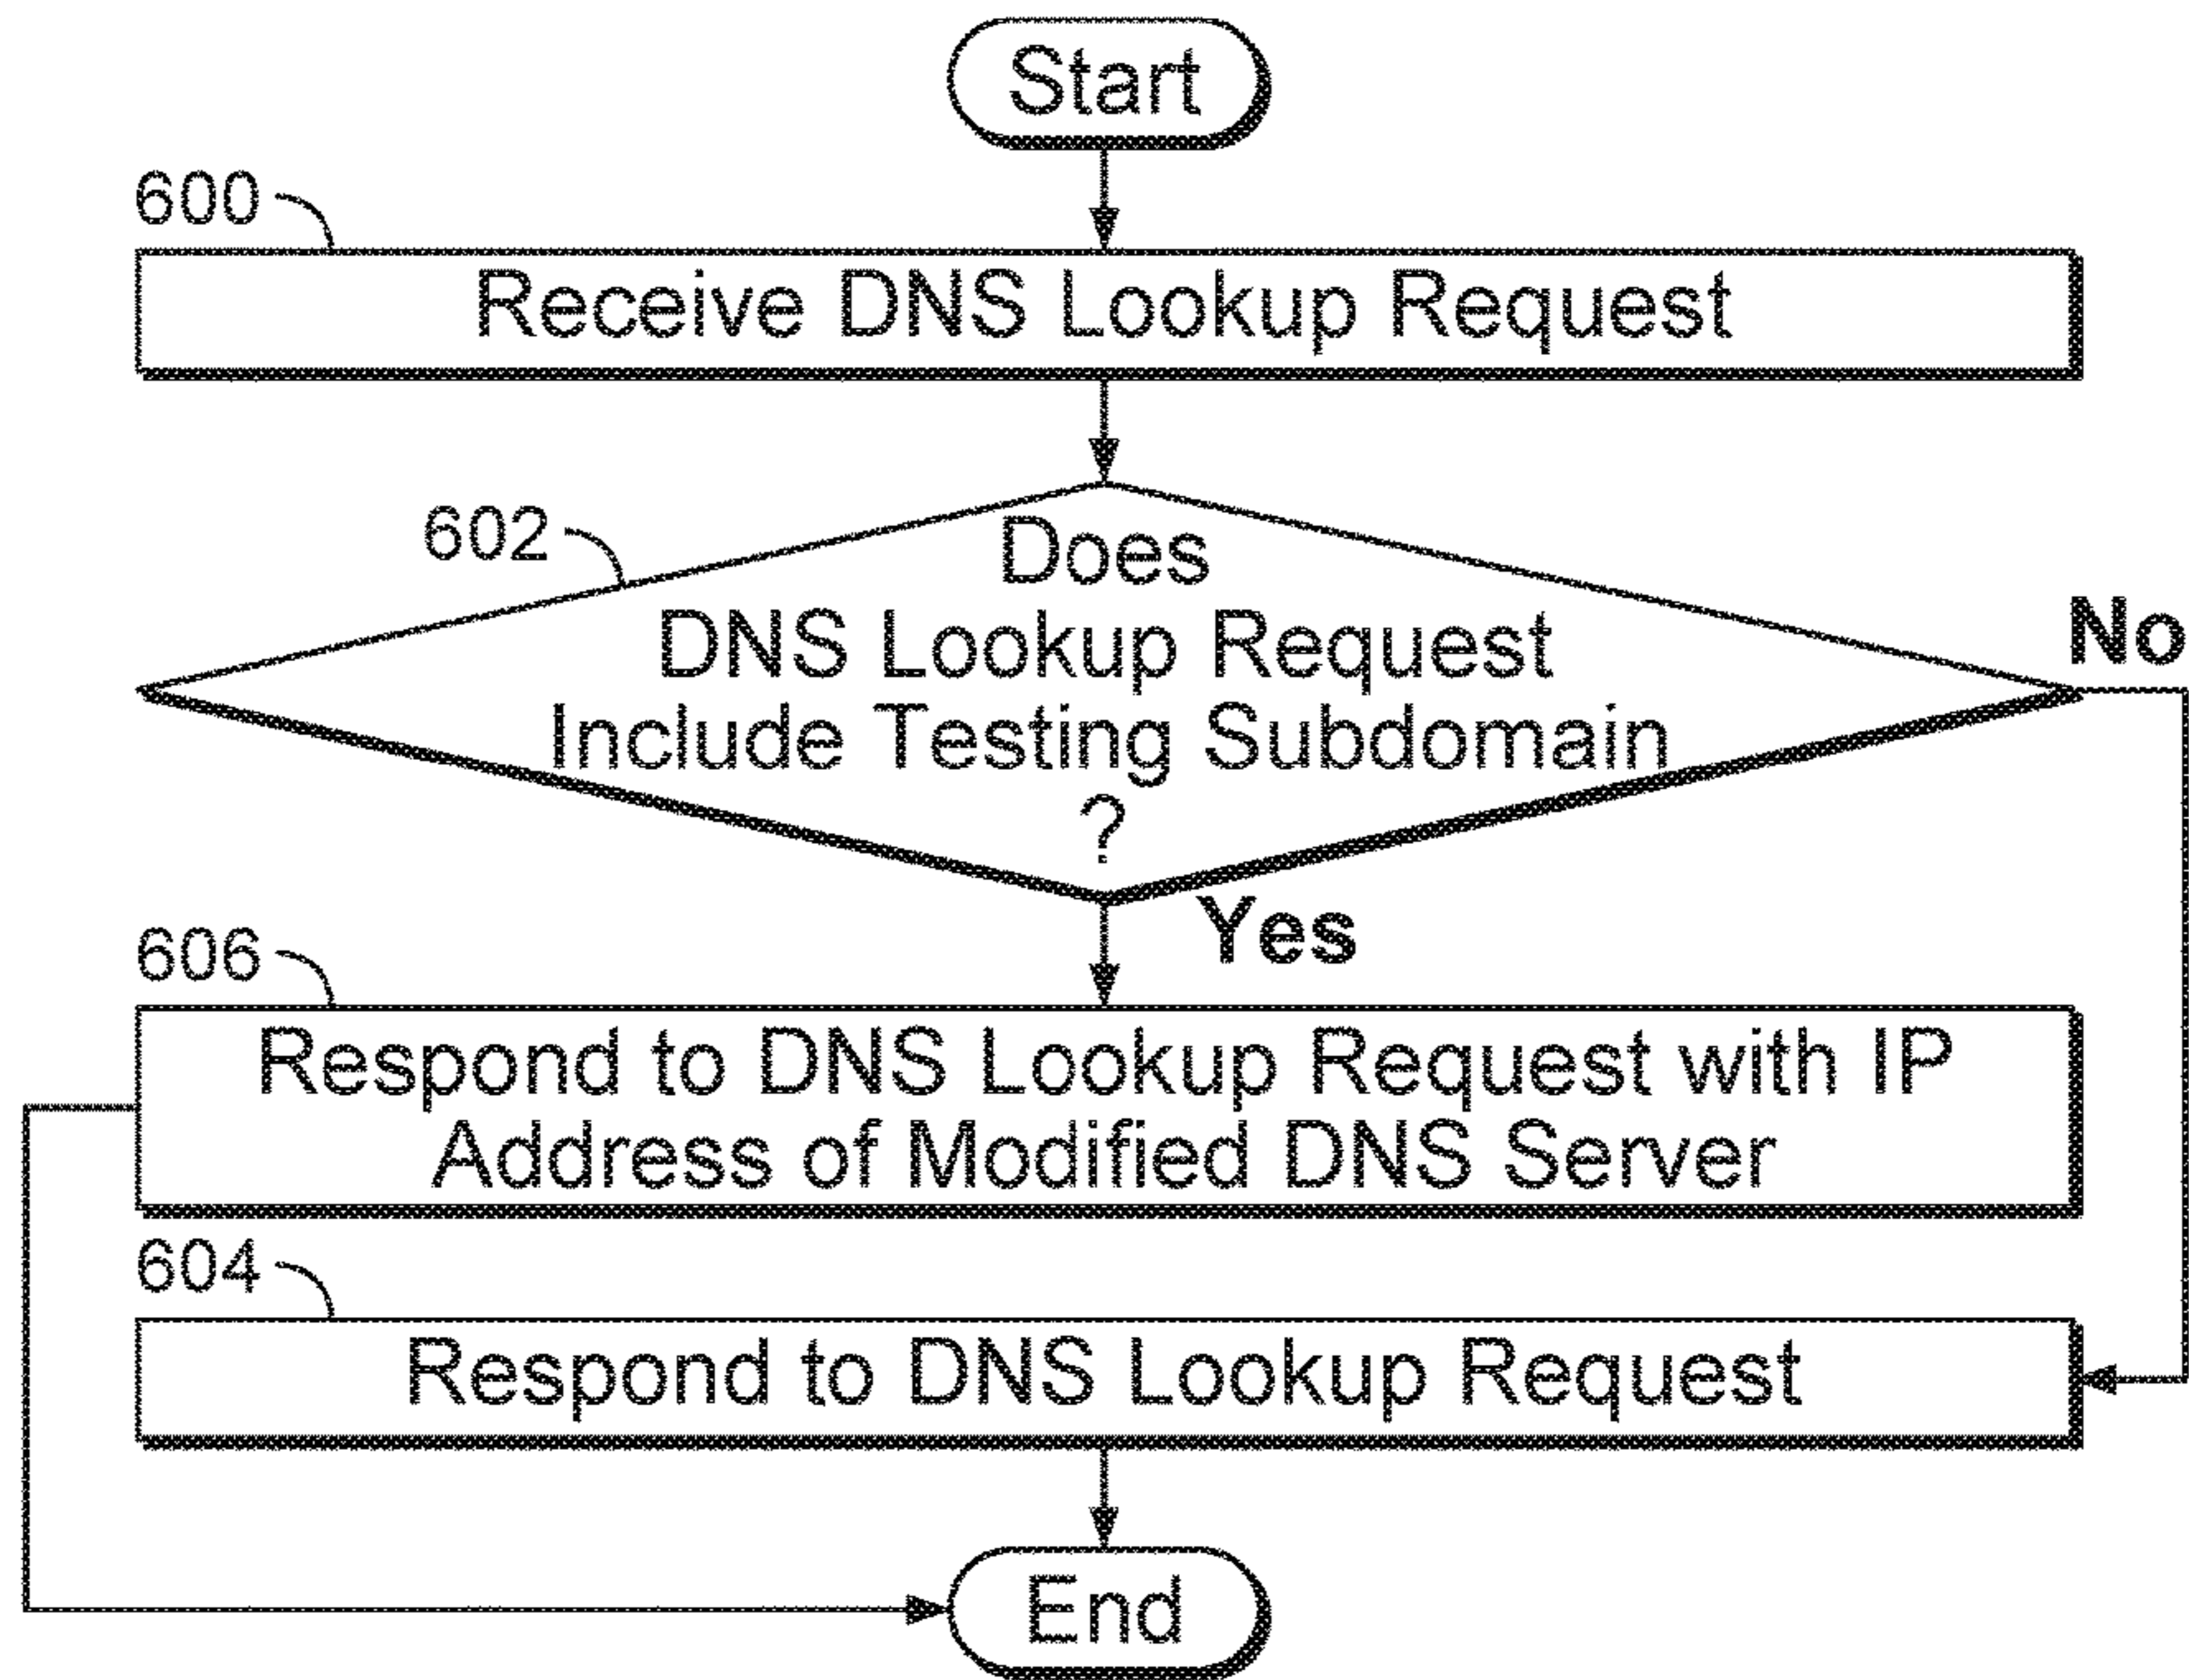 Start
600
Receive DNS Lookup Request
602
Does
DNS Lookup Request
Include Testing Subdomain
?
No
Yes
606
Respond to DNS Lookup Request with IP
Address of Modified DNS Server
604
Respond to DNS Lookup Request
End